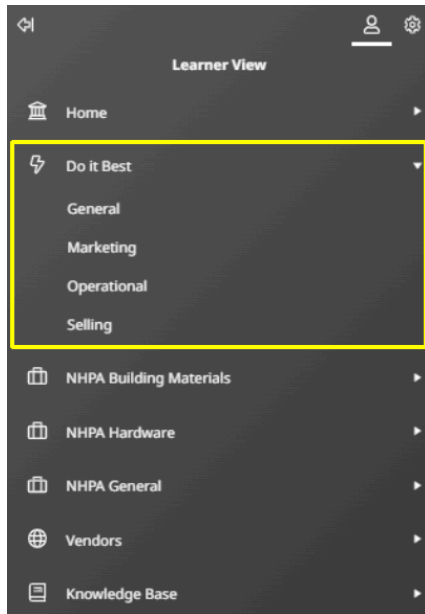 Learner View
Home
Do it Best
General
Marketing
Operational
Selling
NHPA Building Materials
NHPA Hardware
NHPA General
Vendors
Knowledge Base